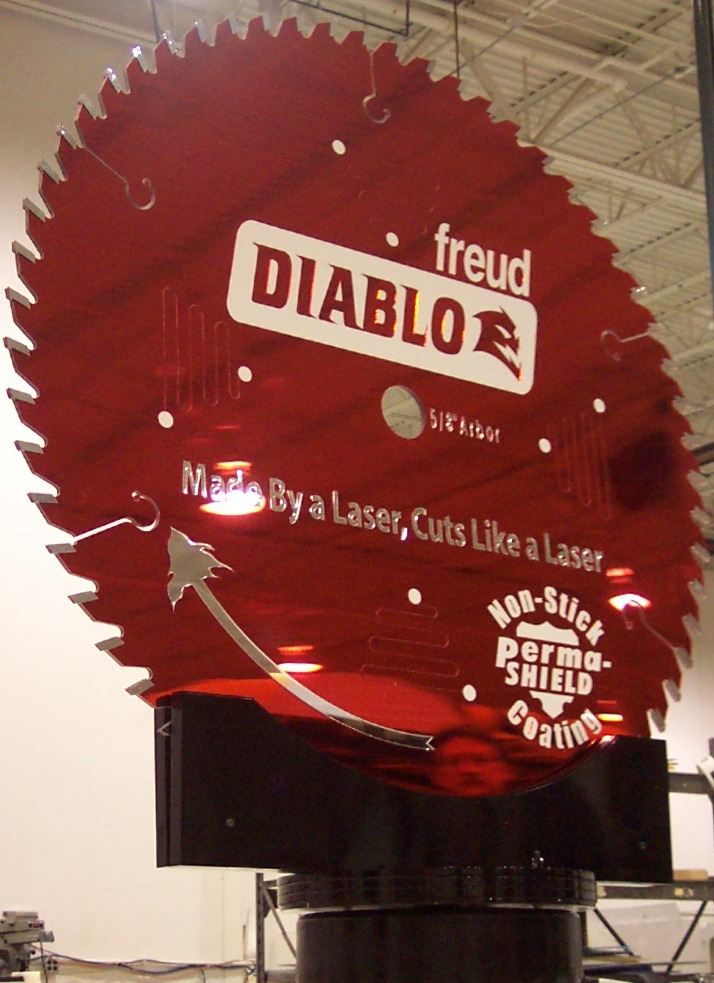 freud
DIABLO
5/8" Arbor
Made By a Laser, Cuts Like a Laser
Non-Stick
Perma-
SHIELD
Coating